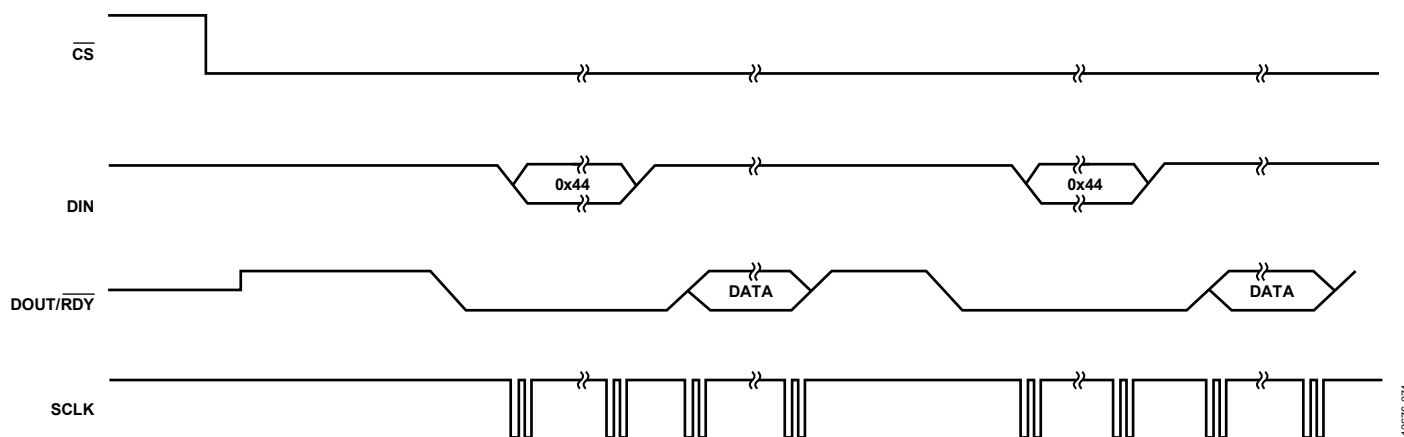 CS
DIN
0x44
0x44
DOUT/RDY
DATA
DATA
SCLK